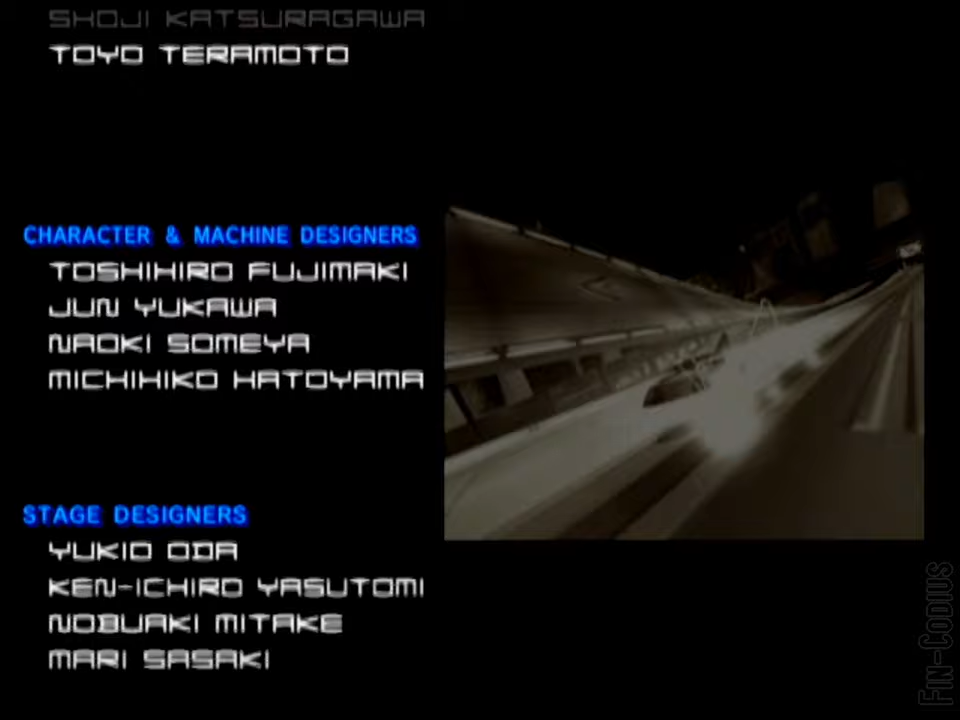 SHOJI KATSURAGAWA
TOYO TERAMOTO
CHARACTER & MACHINE DESIGNERS
TOSHIHIRO FUJIMAKI
JUN YUKAWA
NAOKI SOMEYA
MICHIHIKO HATOYAMA
STAGE DESIGNERS
YUKIO ODA
KEN-ICHIRO YASUTOMI
NOBUAKI MITAKE
MARI SASAKI
FIN-CODIUS